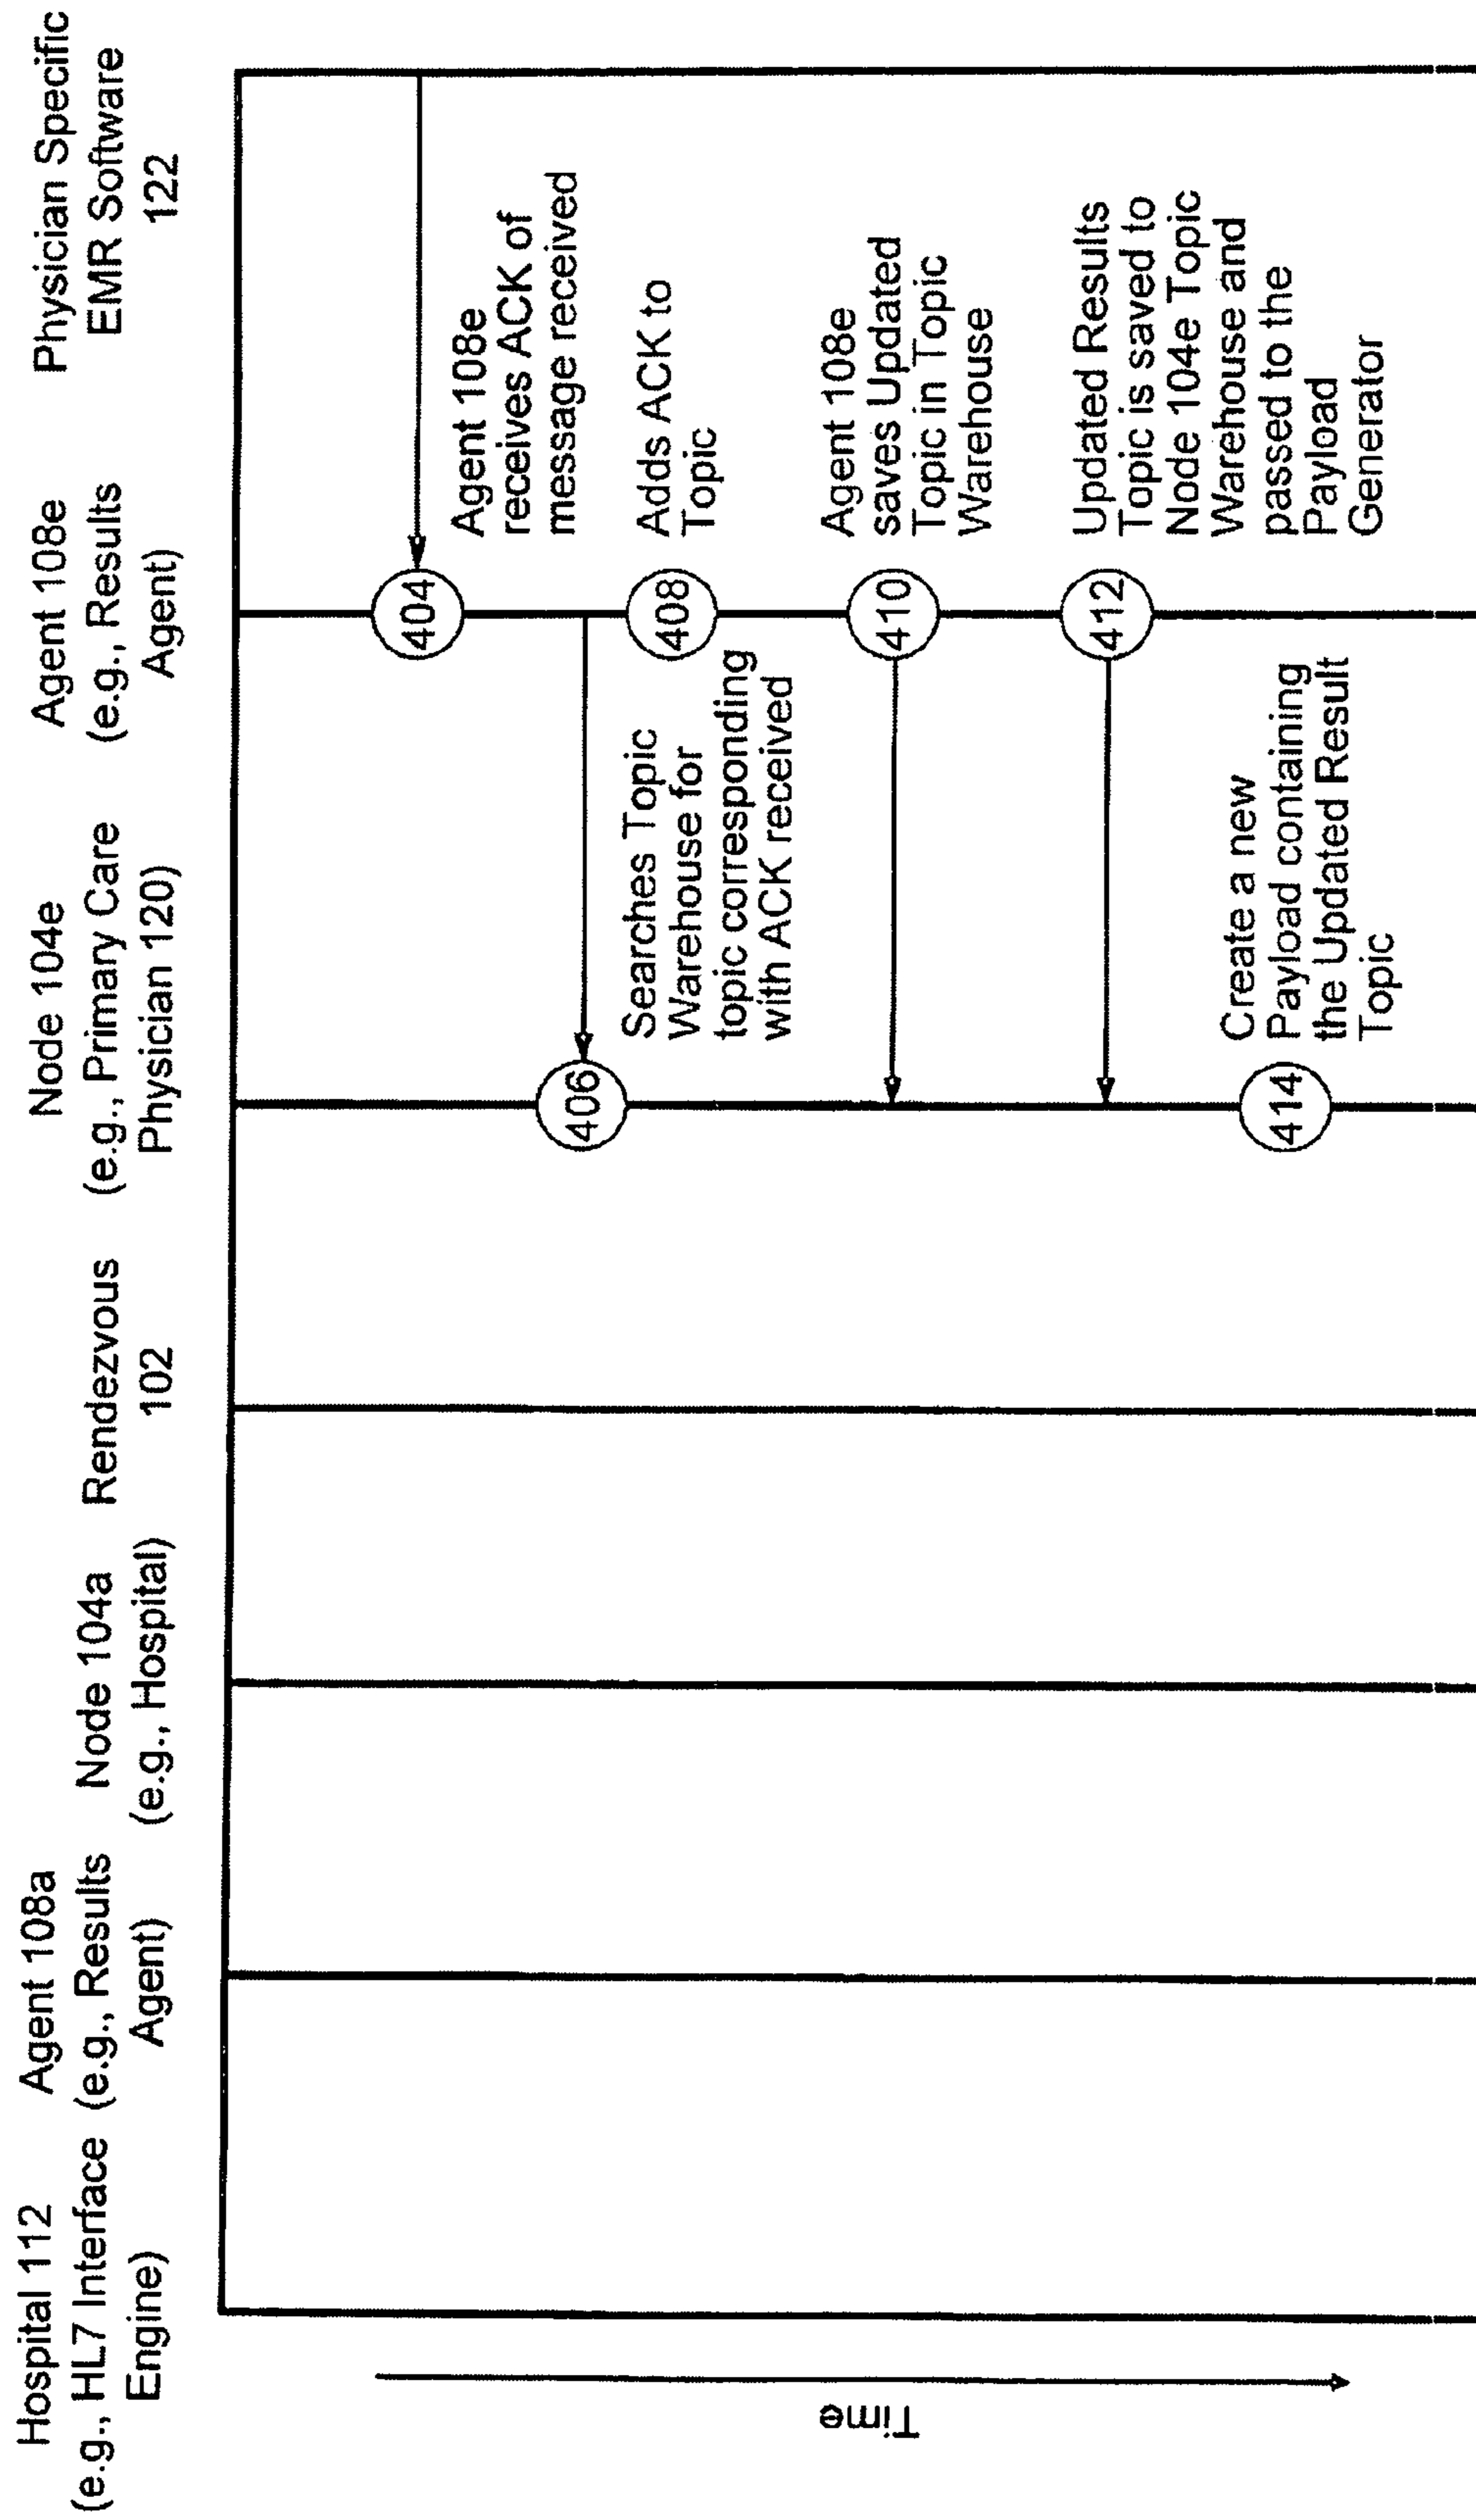 Hospital 112
(e.g., HL7 Interface
Engine)
Agent 108a
(e.g., Results
Agent)
Node 104a
(e.g., Hospital)
Rendezvous
102
Node 104e
(e.g., Primary Care
Physician 120)
Agent 108e
(e.g., Results
Agent)
Physician Specific
EMR Software
122
Time
404
Agent 108e
receives ACK of
message received
406
Searches Topic
Warehouse for
topic corresponding
with ACK received
408
Adds ACK to
Topic
410
Agent 108e
saves Updated
Topic in Topic
Warehouse
412
Updated Results
Topic is saved to
Node 104e Topic
Warehouse and
passed to the
Payload
Generator
414
Create a new
Payload containing
the Updated Result
Topic